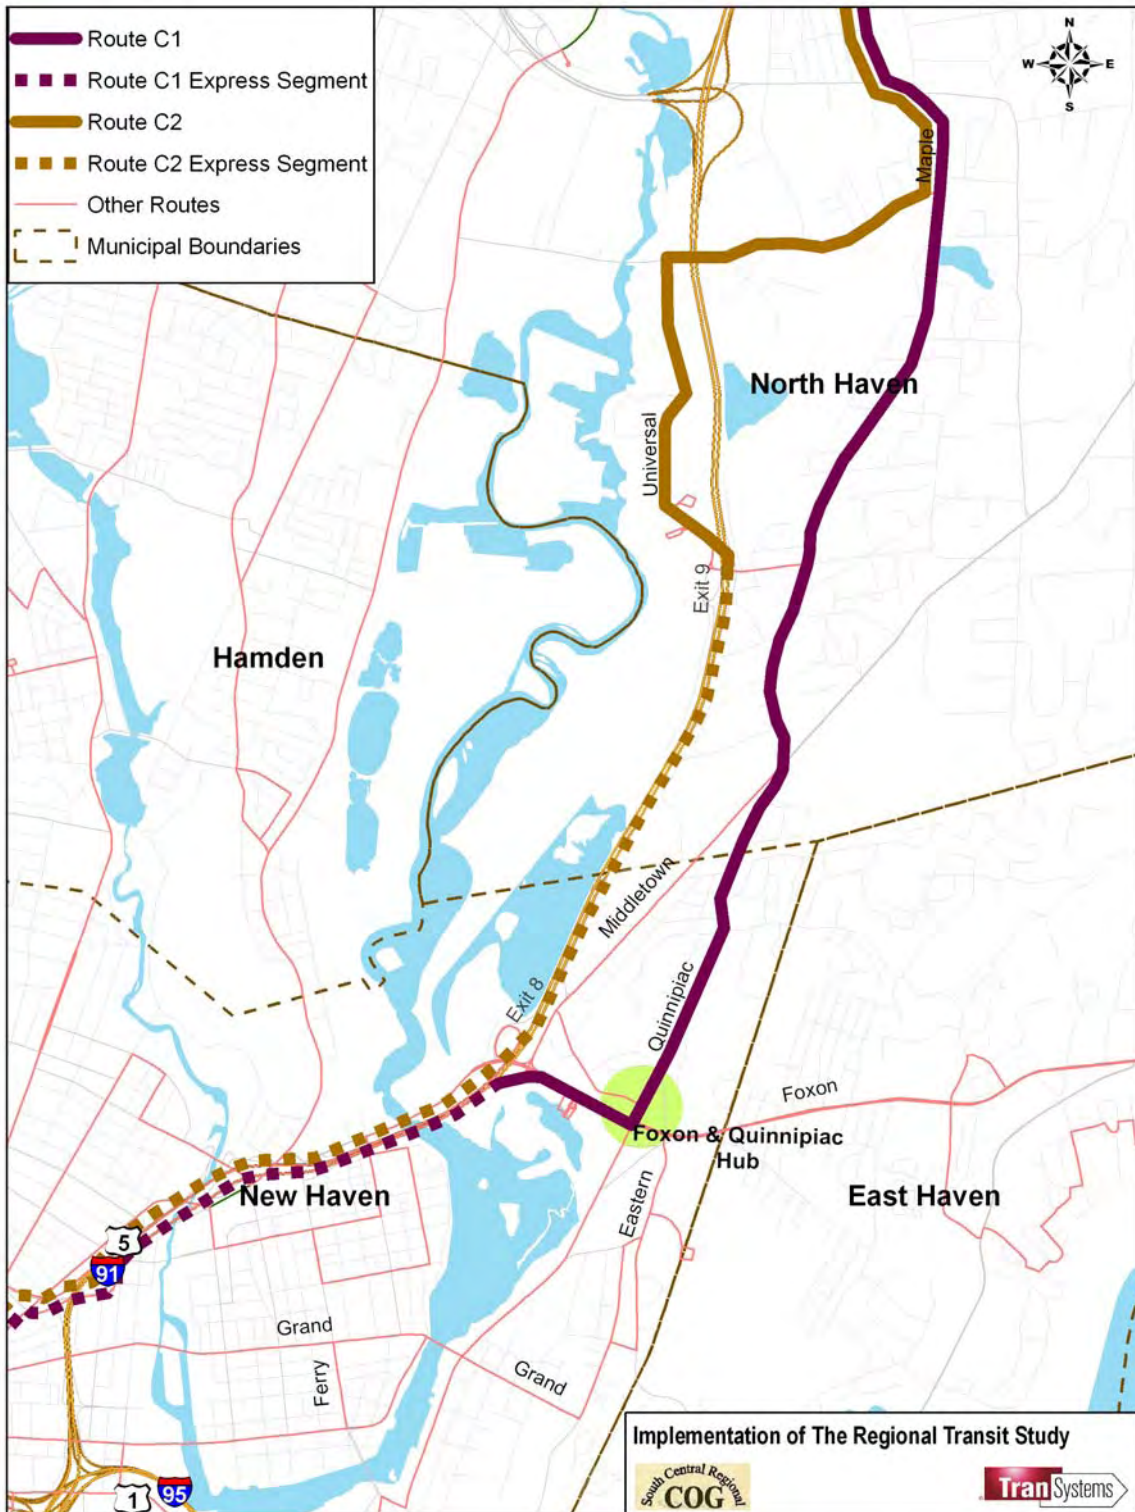 Route C1
Route C1 Express Segment
Route C2
Route C2 Express Segment
Other Routes
Municipal Boundaries
N
W
E
S
Maple
North Haven
Universal
Exit 9
Hamden
Middletown
Exit 8
Quinnipiac
Foxon
Foxon & Quinnipiac
Hub
New Haven
Eastern
East Haven
5
91
Grand
Ferry
Grand
Implementation of The Regional Transit Study
South Central Regional
COG
TranSystems
1
95